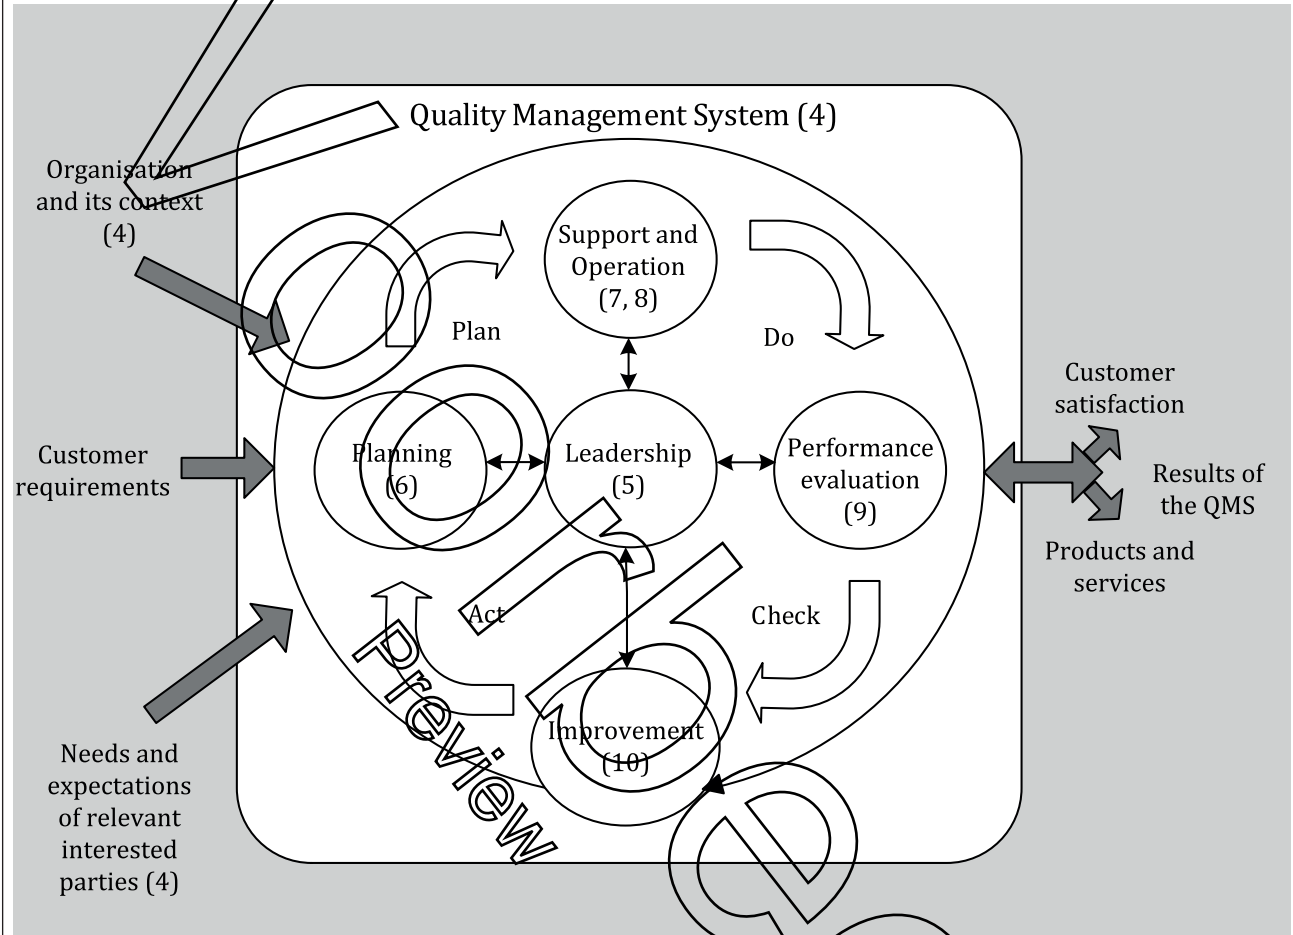 Quality Management System (4)
Organisation
and its context
(4)
Support and
Operation
(7, 8)
Plan
Do
Customer
satisfaction
Customer
requirements
Planning
(6)
Leadership
(5)
Performance
evaluation
(9)
Results of
the QMS
Products and
services
Act
Check
Improvement
(10)
Needs and
expectations
of relevant
interested
parties (4)
Preview